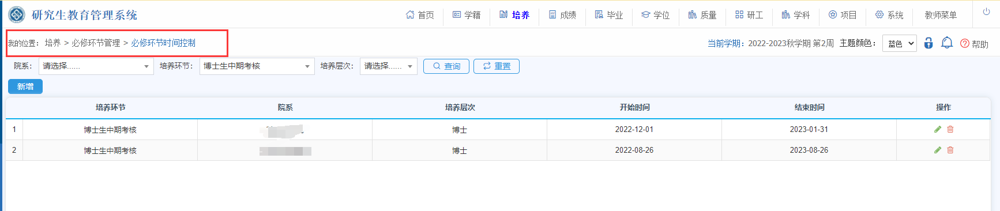 研究生教育管理系统
首页 学籍 培养 成绩 毕业 学位 质量 研工 学科 项目 系统 教师菜单
我的位置： 培养 > 必修环节管理 > 必修环节时间控制 当前学期：2022-2023秋学期 第2周 主题颜色： 蓝色 帮助
院系： 请选择...... 培养环节： 博士生中期考核 培养层次： 请选择...... 查询 重置
新增
培养环节 院系 培养层次 开始时间 结束时间 操作
1 博士生中期考核 博士 2022-12-01 2023-01-31
2 博士生中期考核 博士 2022-08-26 2023-08-26